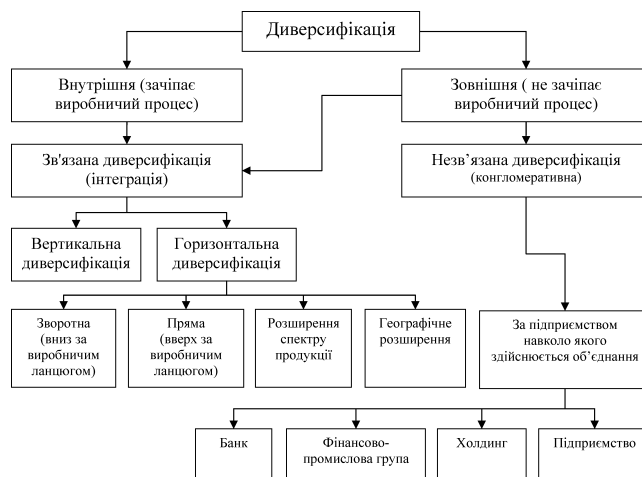 Диверсифікація
Внутрішня (зачіпає
виробничий процес)
Зовнішня ( не зачіпає
виробничий процес)
Зв'язана диверсифікація
(інтеграція)
Незв’язана диверсифікація
(конгломеративна)
Вертикальна
диверсифікація
Горизонтальна
диверсифікація
Зворотна
(вниз за
виробничим
ланцюгом)
Пряма
(вверх за
виробничим
ланцюгом)
Розширення
спектру
продукції
Географічне
розширення
За підприємством
навколо якого
здійснюється об’єднання
Банк
Фінансово-
промислова група
Холдинг
Підприємство